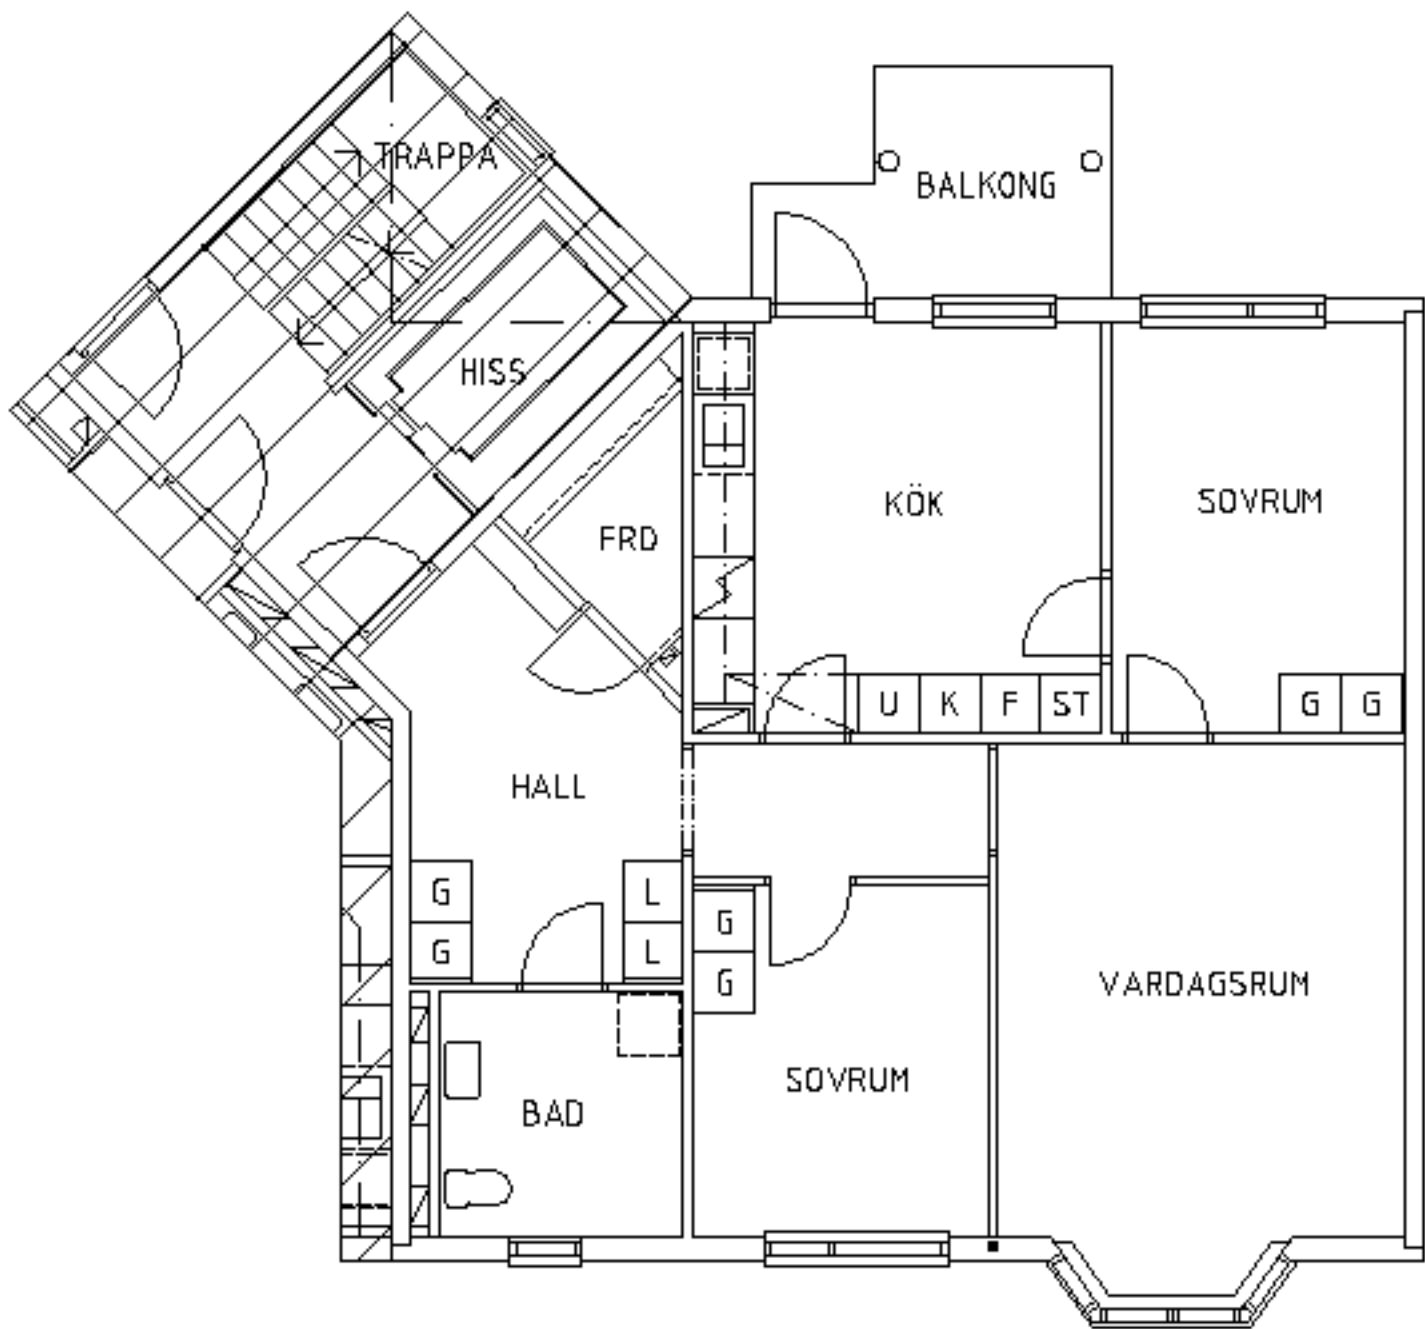 TRAPPA
BALKONG
HISS
KÖK
SOVRUM
FRD
U K F ST
G G
HALL
G
G
L
L
G
G
VARDAGSRUM
SOVRUM
BAD